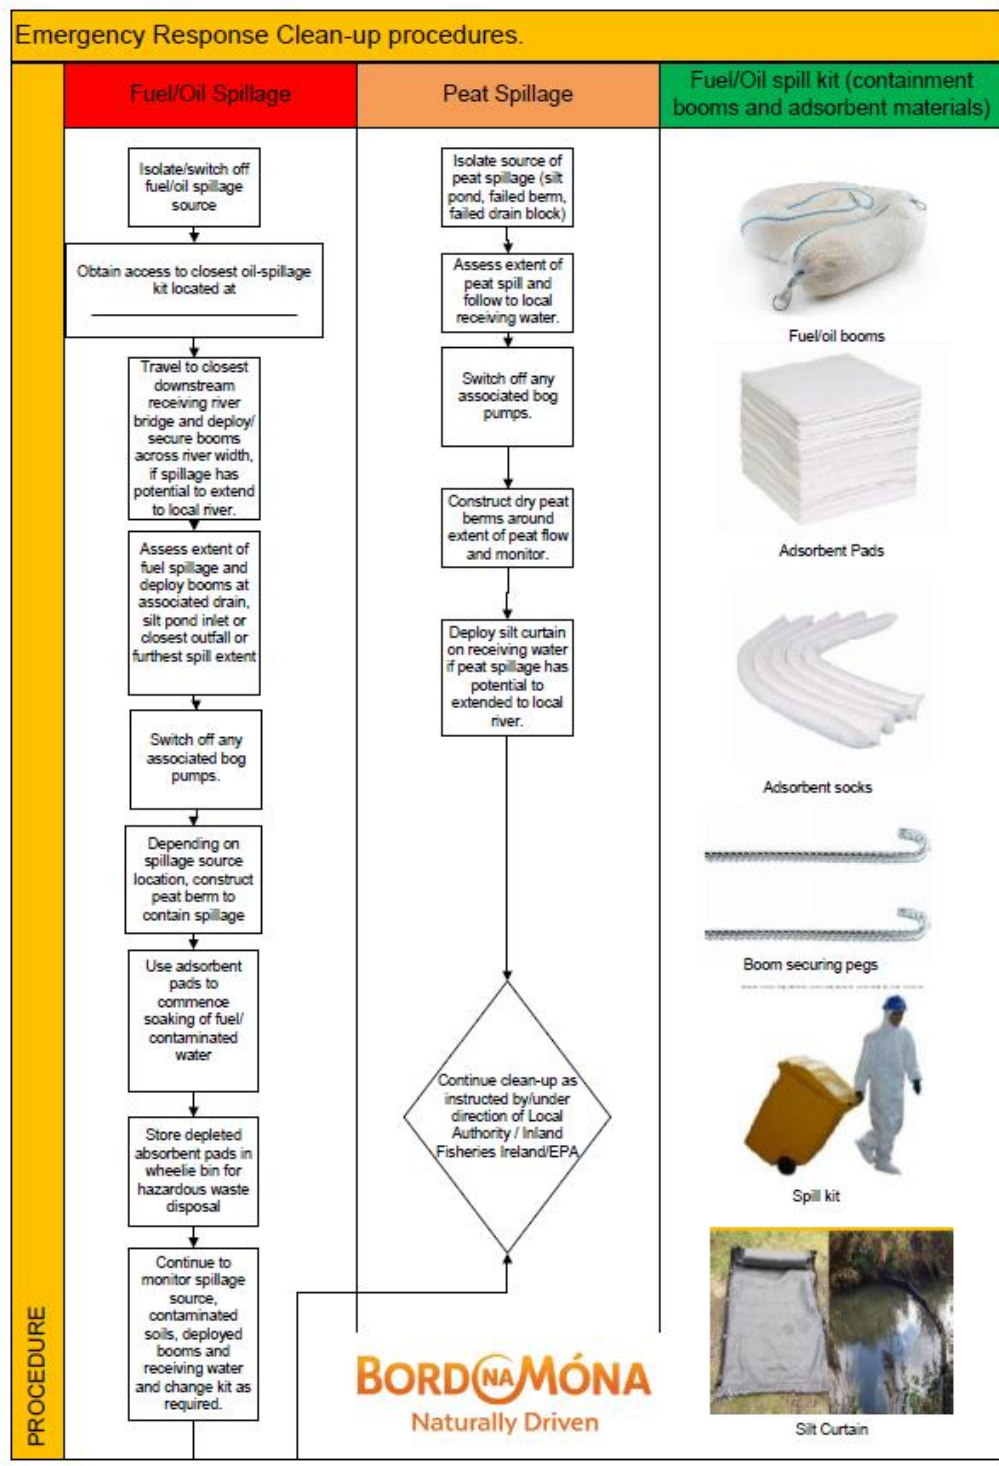 Emergency Response Clean-up procedures.
PROCEDURE
Fuel/Oil Spillage
Isolate/switch off
fuel/oil spillage
source
Obtain access to closest oil-spillage
kit located at
Travel to closest
downstream
receiving river
bridge and deploy/
secure booms
across river width,
if spillage has
potential to extend
to local river.
Assess extent of
fuel spillage and
deploy booms at
associated drain,
silt pond inlet or
closest outfall or
furthest spill extent
Switch off any
associated bog
pumps.
Depending on
spillage source
location, construct
peat berm to
contain spillage
Use adsorbent
pads to
commence
soaking of fuel/
contaminated
water
Store depleted
absorbent pads in
wheelie bin for
hazardous waste
disposal
Continue to
monitor spillage
source,
contaminated
soils, deployed
booms and
receiving water
and change kit as
required.
Peat Spillage
Isolate source of
peat spillage (silt
pond, failed berm,
failed drain block)
Assess extent of
peat spill and
follow to local
receiving water.
Switch off any
associated bog
pumps.
Construct dry peat
berms around
extent of peat flow
and monitor.
Deploy silt curtain
on receiving water
if peat spillage has
potential to
extended to local
river.
Continue clean-up as
instructed by/under
direction of Local
Authority / Inland
Fisheries Ireland/EPA
BORD NA MÓNA
Naturally Driven
Fuel/Oil spill kit (containment
booms and adsorbent materials)
Fuel/oil booms
Adsorbent Pads
Adsorbent socks
Boom securing pegs
Spill kit
Silt Curtain